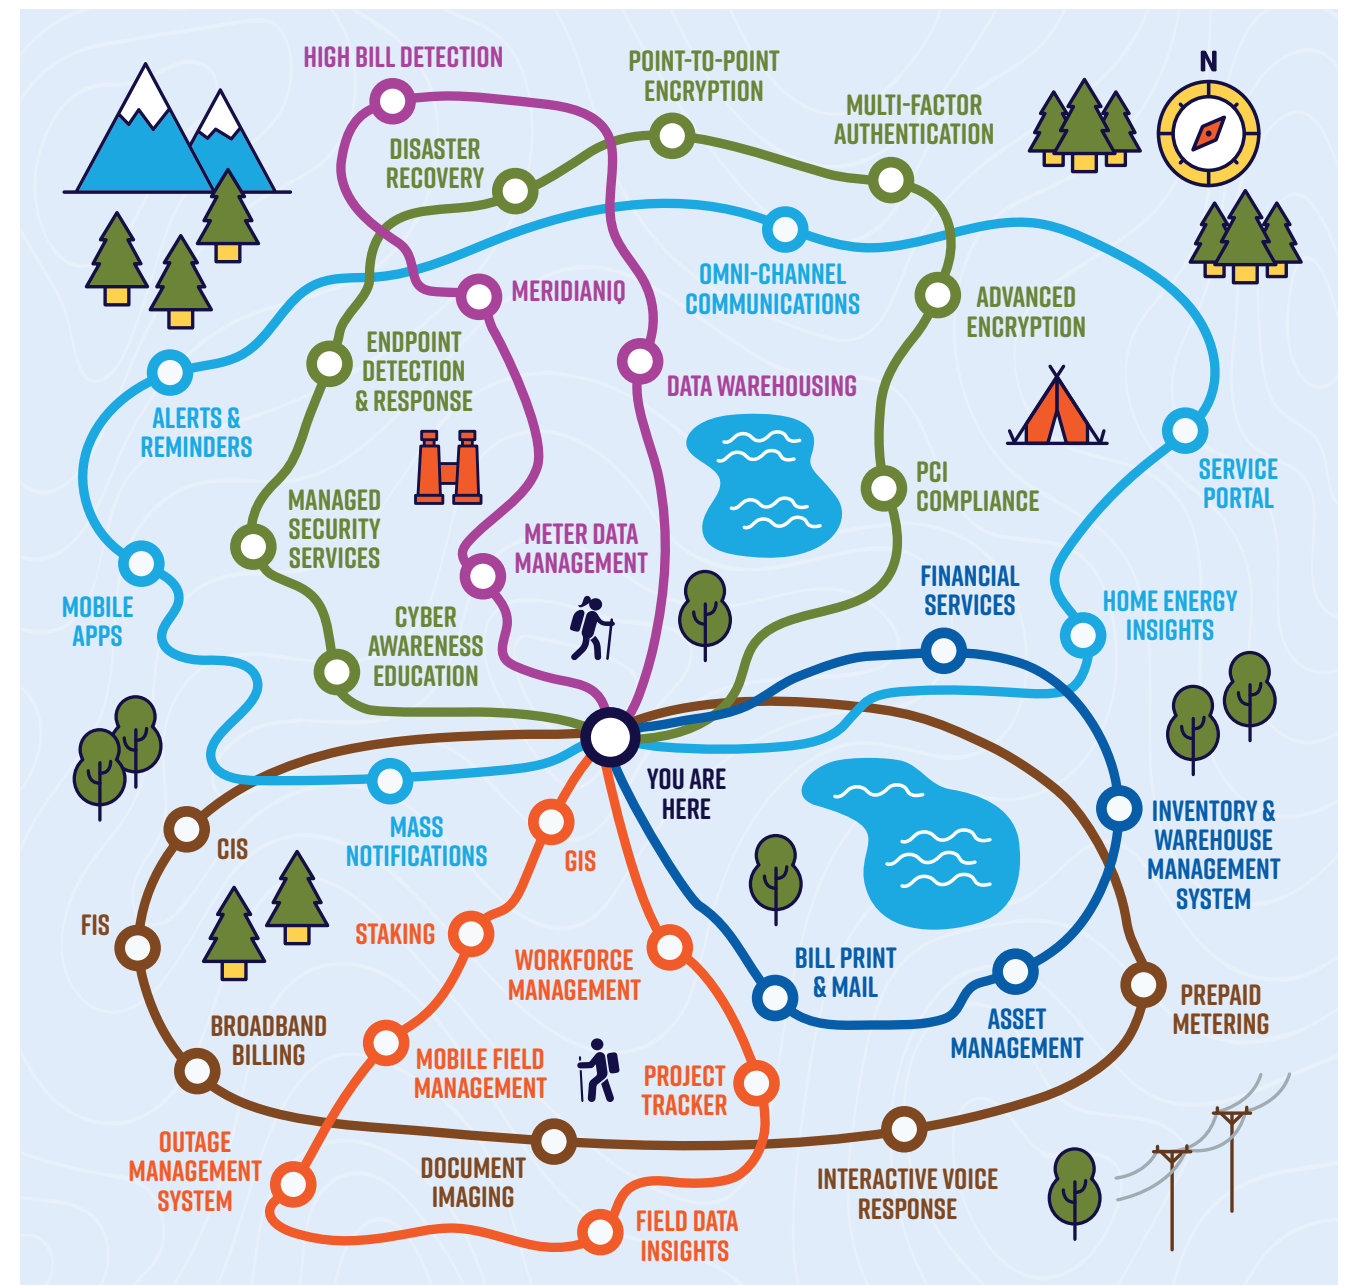 HIGH BILL DETECTION
POINT-TO-POINT
ENCRYPTION
N
MULTI-FACTOR
AUTHENTICATION
DISASTER
RECOVERY
MERIDIANIQ
OMNI-CHANNEL
COMMUNICATIONS
ADVANCED
ENCRYPTION
ENDPOINT
DETECTION
& RESPONSE
DATA WAREHOUSING
ALERTS &
REMINDERS
SERVICE
PORTAL
PCI
COMPLIANCE
MANAGED
SECURITY
SERVICES
METER DATA
MANAGEMENT
FINANCIAL
SERVICES
MOBILE
APPS
HOME ENERGY
INSIGHTS
CYBER
AWARENESS
EDUCATION
YOU ARE
HERE
INVENTORY &
WAREHOUSE
MANAGEMENT
SYSTEM
MASS
NOTIFICATIONS
CIS
GIS
FIS
STAKING
WORKFORCE
MANAGEMENT
BILL PRINT
& MAIL
PREPAID
METERING
ASSET
MANAGEMENT
BROADBAND
BILLING
MOBILE FIELD
MANAGEMENT
PROJECT
TRACKER
OUTAGE
MANAGEMENT
SYSTEM
DOCUMENT
IMAGING
INTERACTIVE VOICE
RESPONSE
FIELD DATA
INSIGHTS